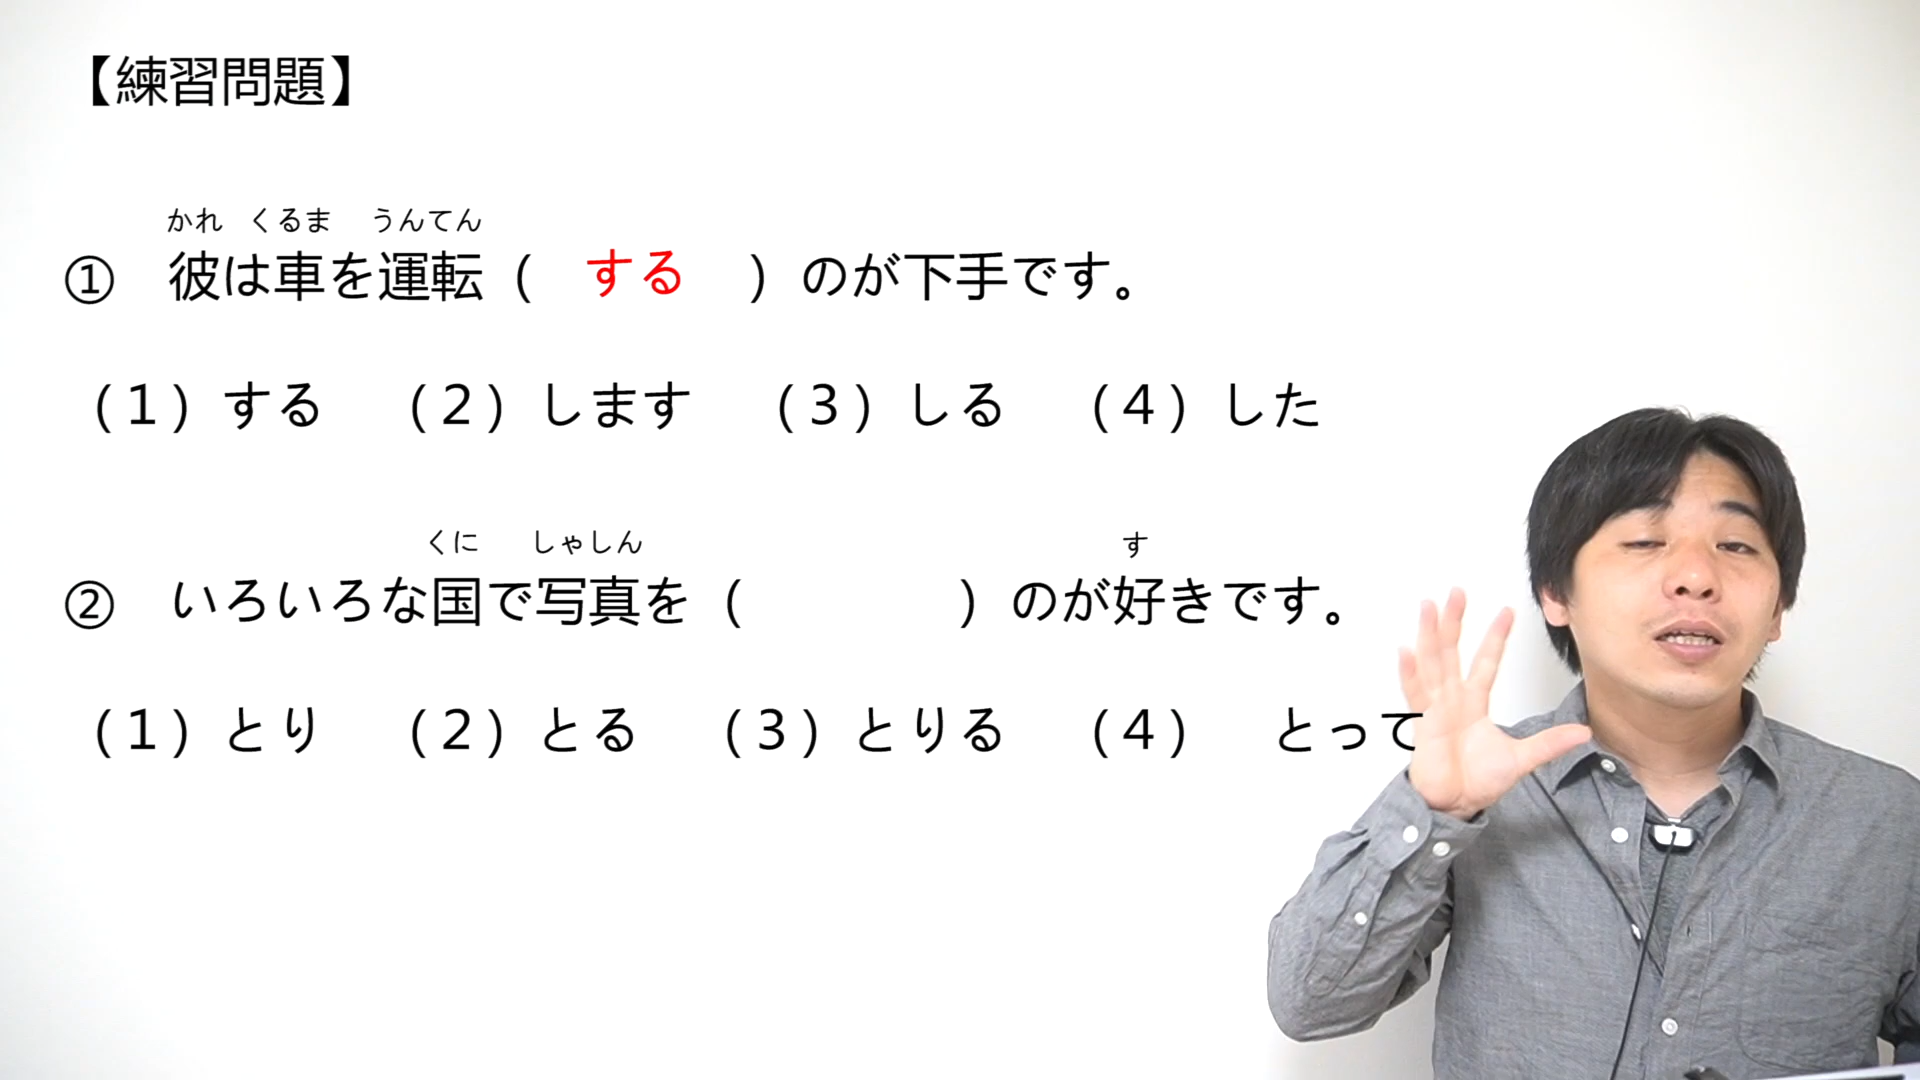 【練習問題】
かれ くるま うんてん
① 彼は車を運転( する )のが下手です。
(1)する (2)します (3)しる (4)した
くに しゃしん す
② いろいろな国で写真を( )のが好きです。
(1)とり (2)とる (3)とりる (4) とって